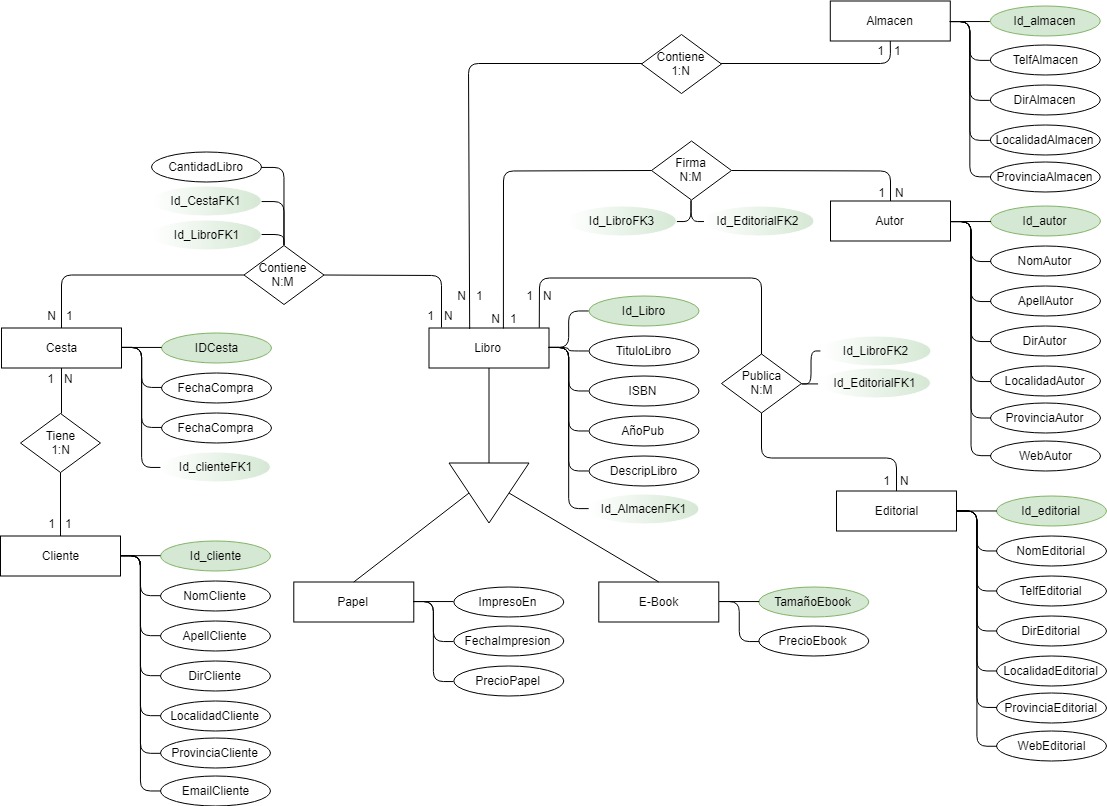 Almacen
Id_almacen
TelfAlmacen
DirAlmacen
LocalidadAlmacen
ProvinciaAlmacen
1 1
Contiene
1:N
Firma
N:M
Id_LibroFK3
Id_EditorialFK2
1 N
Autor
Id_autor
NomAutor
ApellAutor
DirAutor
LocalidadAutor
ProvinciaAutor
WebAutor
CantidadLibro
Id_CestaFK1
Id_LibroFK1
Contiene
N:M
N 1
1 N
N 1
N 1
1 N
Cesta
IDCesta
FechaCompra
FechaCompra
Id_clienteFK1
Libro
Id_Libro
TituloLibro
ISBN
AñoPub
DescripLibro
Id_AlmacenFK1
Publica
N:M
Id_LibroFK2
Id_EditorialFK1
1 N
Tiene
1:N
1 1
1 N
Editorial
Id_editorial
NomEditorial
TelfEditorial
DirEditorial
LocalidadEditorial
ProvinciaEditorial
WebEditorial
Cliente
Id_cliente
NomCliente
ApellCliente
DirCliente
LocalidadCliente
ProvinciaCliente
EmailCliente
Papel
ImpresoEn
FechaImpresion
PrecioPapel
E-Book
TamañoEbook
PrecioEbook